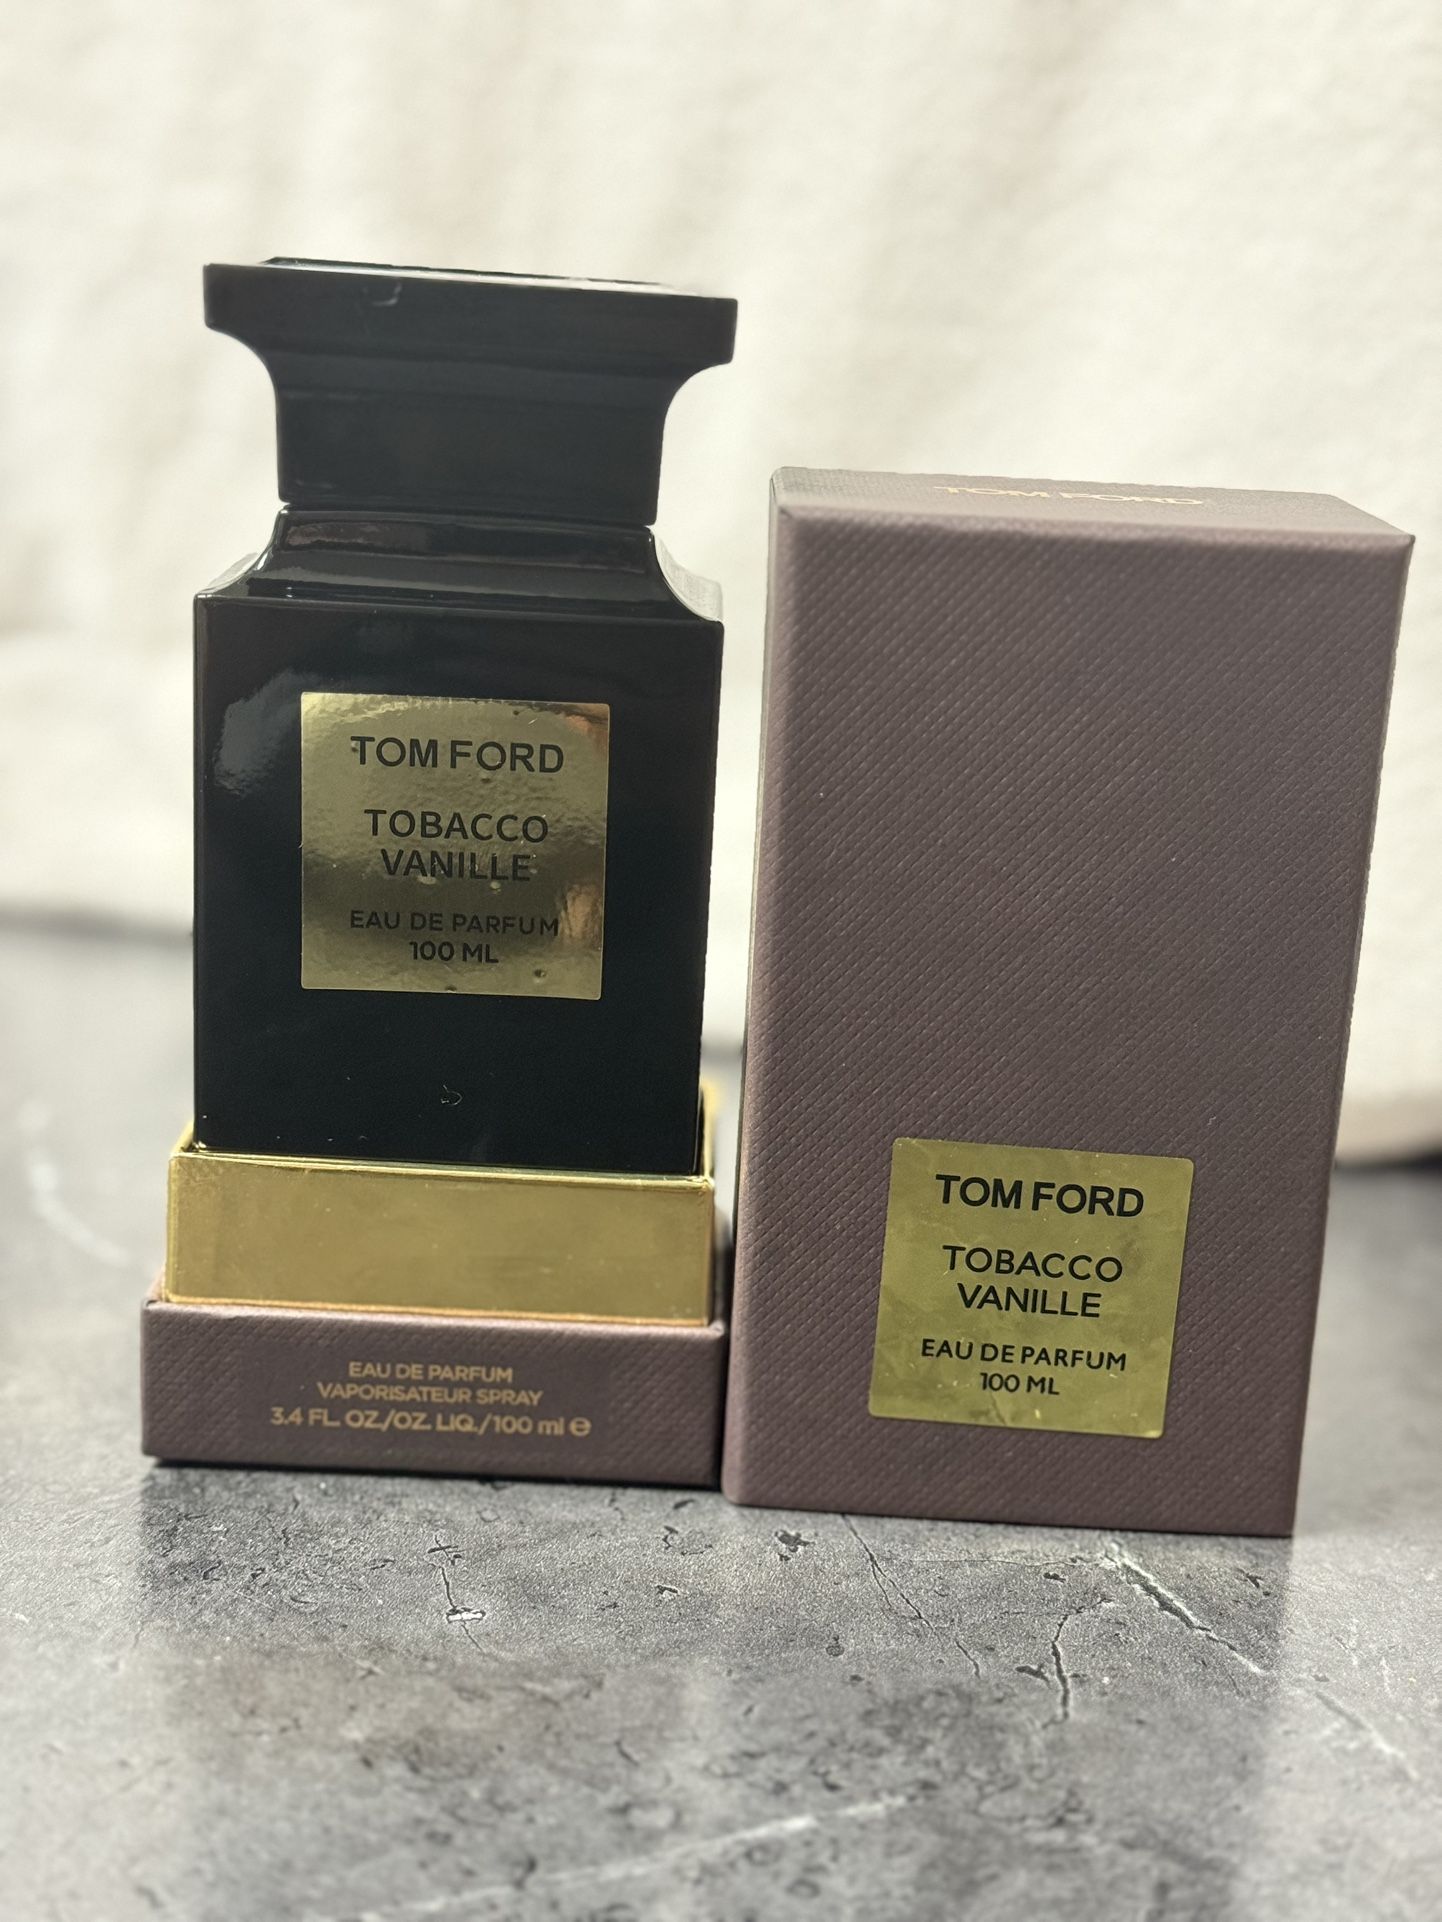 TOM FORD
TOBACCO
VANILLE
EAU DE PARFUM
100 ML
EAU DE PARFUM
VAPORISATEUR SPRAY
3.4 FL. OZ./OZ. LIQ./100 ml ℮
TOM FORD
TOM FORD
TOBACCO
VANILLE
EAU DE PARFUM
100 ML